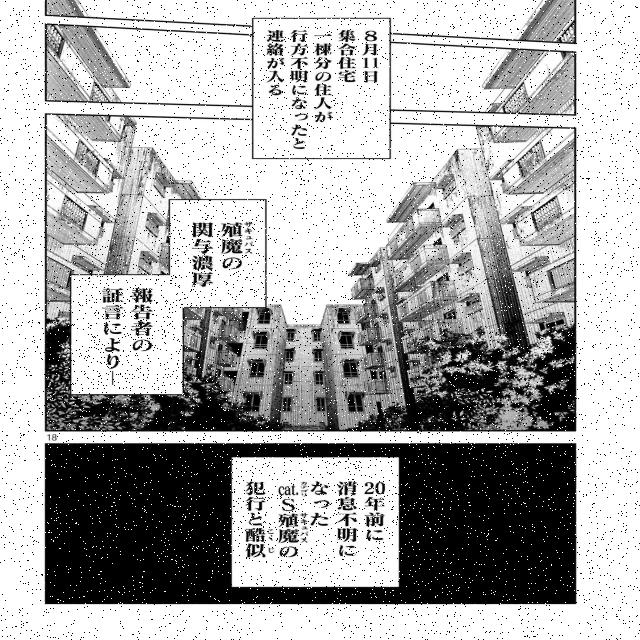 8月11日
集合住宅
一棟分の住人が
行方不明になったと
連絡が入る
殖魔の
関与濃厚
報告者の
証言により―
18
20年前に
消息不明に
なった
cat.S殖魔の
犯行と酷似